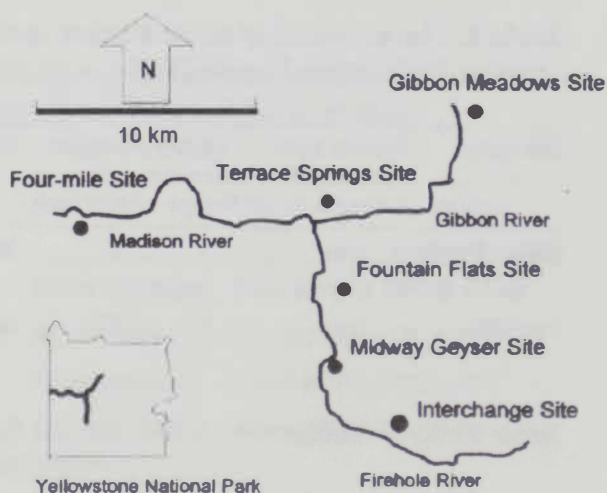 N
10 km
Gibbon Meadows Site
Terrace Springs Site
Four-mile Site
Gibbon River
Madison River
Fountain Flats Site
Midway Geyser Site
Interchange Site
Firehole River
Yellowstone National Park